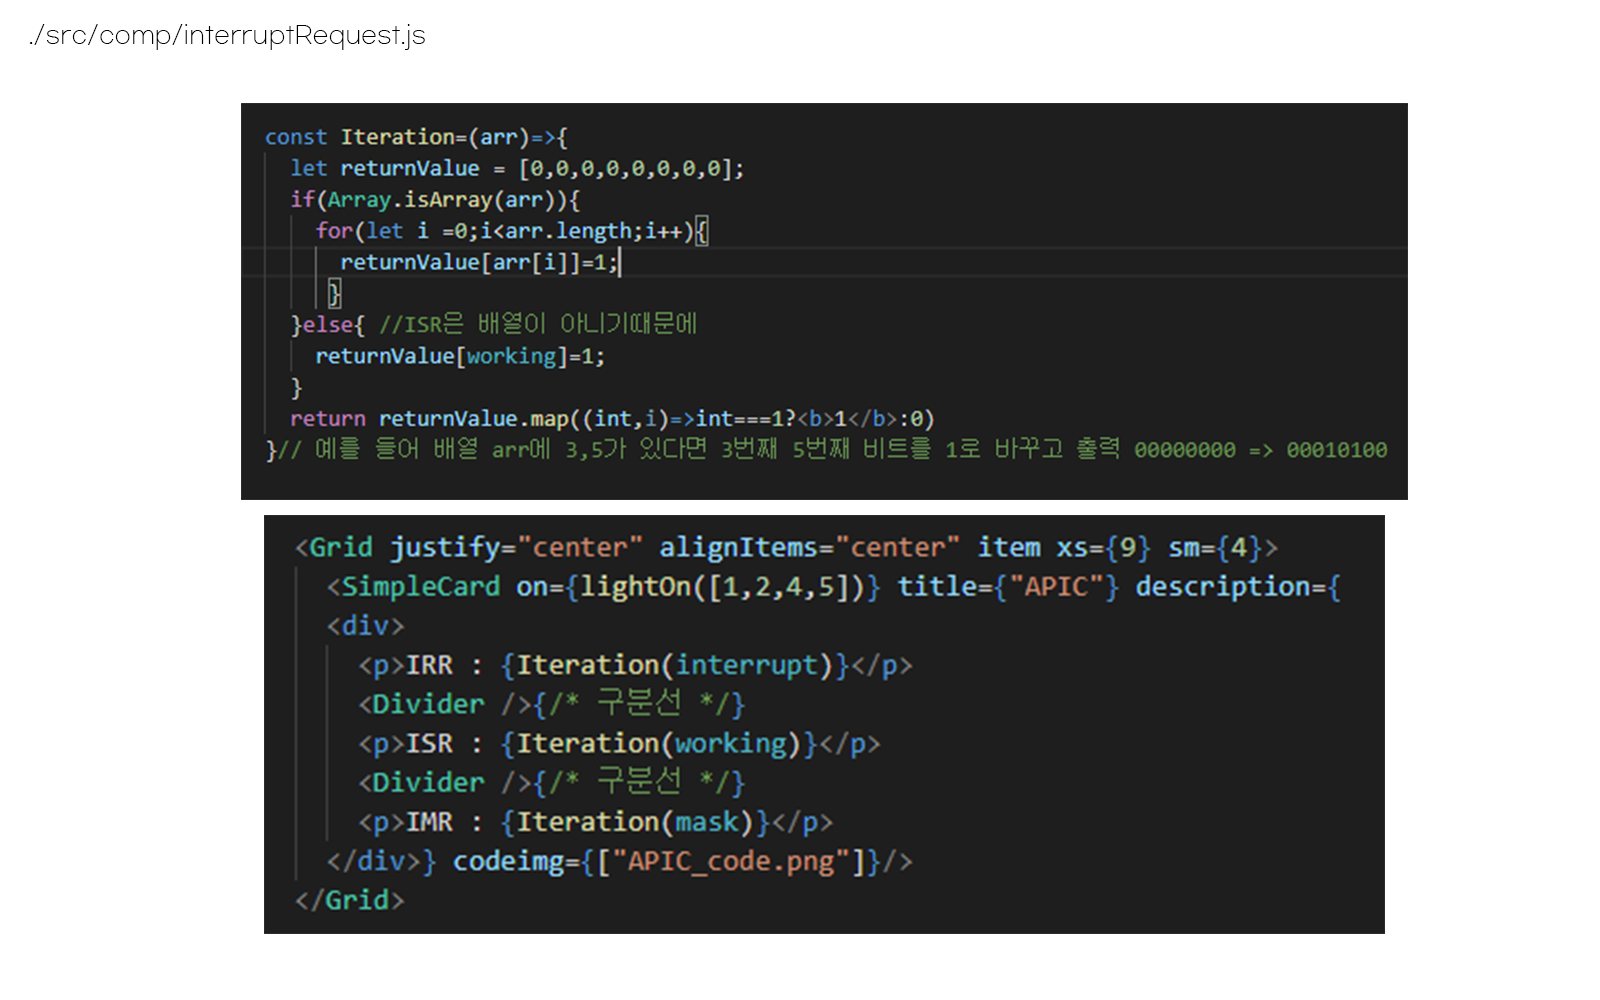 ./src/comp/interruptRequest.js
const Iteration=(arr)=>{
let returnValue = [0,0,0,0,0,0,0,0];
if(Array.isArray(arr)){
for(let i =0;i<arr.length;i++){
returnValue[arr[i]]=1;
}
}else{ //ISR은 배열이 아니기때문에
returnValue[working]=1;
}
return returnValue.map((int,i)=>int===1?<b>1</b>:0)
}// 예를 들어 배열 arr에 3,5가 있다면 3번째 5번째 비트를 1로 바꾸고 출력 00000000 => 00010100
<Grid justify="center" alignItems="center" item xs={9} sm={4}>
<SimpleCard on={lightOn([1,2,4,5])} title={"APIC"} description={
<div>
<p>IRR : {Iteration(interrupt)}</p>
<Divider />{/* 구분선 */}
<p>ISR : {Iteration(working)}</p>
<Divider />{/* 구분선 */}
<p>IMR : {Iteration(mask)}</p>
</div>} codeimg={["APIC_code.png"]}/>
</Grid>